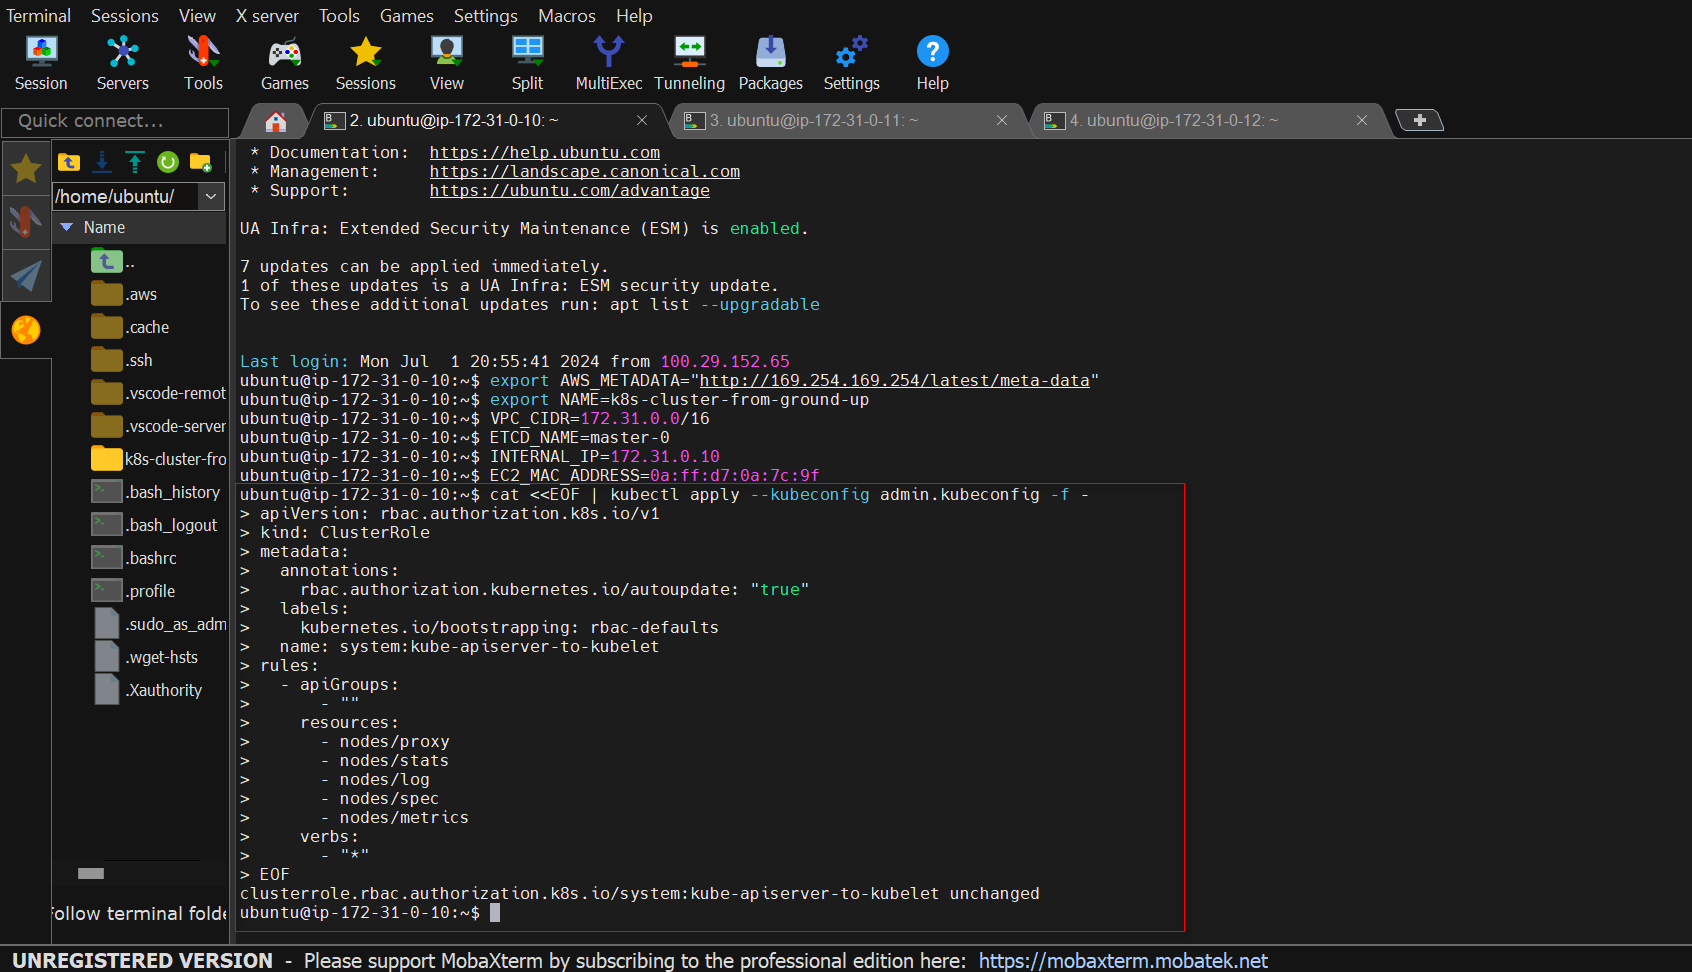 Terminal Sessions View X server Tools Games Settings Macros Help
Session Servers Tools Games Sessions View Split MultiExec Tunneling Packages Settings Help
Quick connect...
2. ubuntu@ip-172-31-0-10: ~
3. ubuntu@ip-172-31-0-11: ~
4. ubuntu@ip-172-31-0-12: ~
/home/ubuntu/
Name
..
.aws
.cache
.ssh
.vscode-remot
.vscode-server
k8s-cluster-fro
.bash_history
.bash_logout
.bashrc
.profile
.sudo_as_adm
.wget-hsts
.Xauthority
Follow terminal folde
* Documentation:  https://help.ubuntu.com
* Management:     https://landscape.canonical.com
* Support:        https://ubuntu.com/advantage
UA Infra: Extended Security Maintenance (ESM) is enabled.
7 updates can be applied immediately.
1 of these updates is a UA Infra: ESM security update.
To see these additional updates run: apt list --upgradable
Last login: Mon Jul  1 20:55:41 2024 from 100.29.152.65
ubuntu@ip-172-31-0-10:~$ export AWS_METADATA="http://169.254.169.254/latest/meta-data"
ubuntu@ip-172-31-0-10:~$ export NAME=k8s-cluster-from-ground-up
ubuntu@ip-172-31-0-10:~$ VPC_CIDR=172.31.0.0/16
ubuntu@ip-172-31-0-10:~$ ETCD_NAME=master-0
ubuntu@ip-172-31-0-10:~$ INTERNAL_IP=172.31.0.10
ubuntu@ip-172-31-0-10:~$ EC2_MAC_ADDRESS=0a:ff:d7:0a:7c:9f
ubuntu@ip-172-31-0-10:~$ cat <<EOF | kubectl apply --kubeconfig admin.kubeconfig -f -
> apiVersion: rbac.authorization.k8s.io/v1
> kind: ClusterRole
> metadata:
>   annotations:
>     rbac.authorization.kubernetes.io/autoupdate: "true"
>   labels:
>     kubernetes.io/bootstrapping: rbac-defaults
>   name: system:kube-apiserver-to-kubelet
> rules:
>   - apiGroups:
>       - ""
>     resources:
>       - nodes/proxy
>       - nodes/stats
>       - nodes/log
>       - nodes/spec
>       - nodes/metrics
>     verbs:
>       - "*"
> EOF
clusterrole.rbac.authorization.k8s.io/system:kube-apiserver-to-kubelet unchanged
ubuntu@ip-172-31-0-10:~$
UNREGISTERED VERSION - Please support MobaXterm by subscribing to the professional edition here: https://mobaxterm.mobatek.net